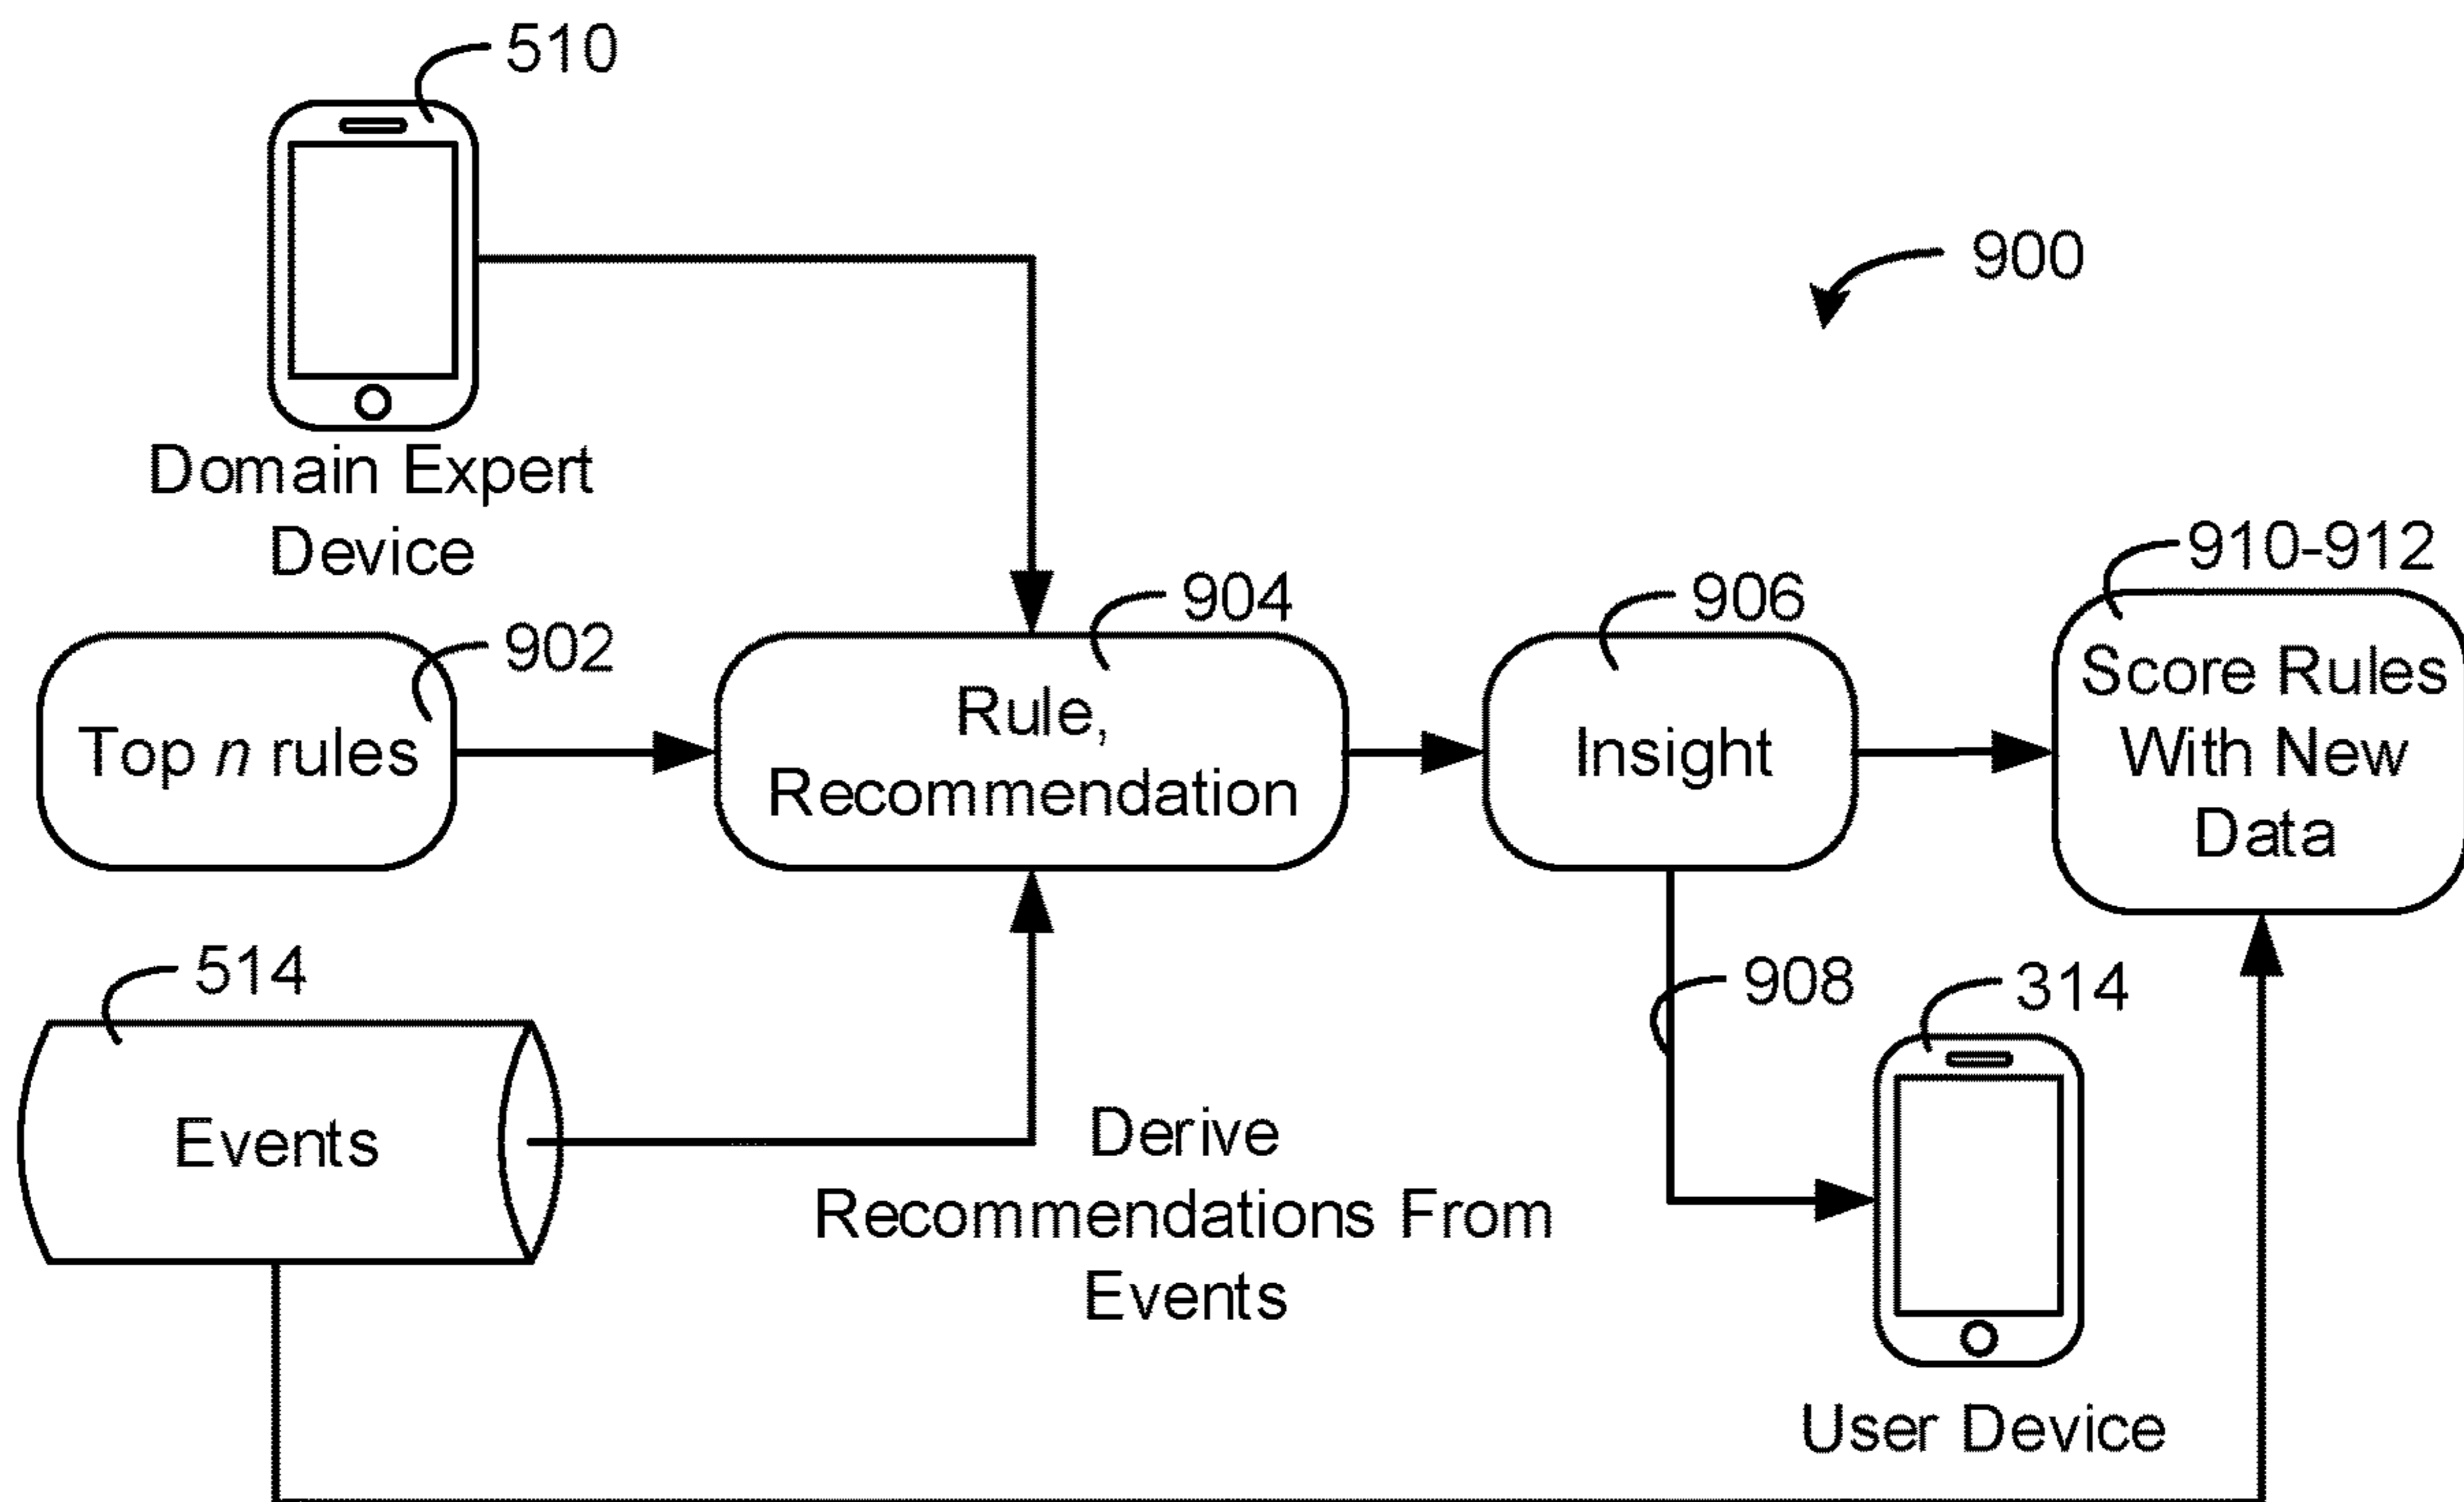 510
Domain Expert
Device
900
902
Top n rules
904
Rule,
Recommendation
906
Insight
910-912
Score Rules
With New
Data
514
Events
Derive
Recommendations From
Events
908
314
User Device